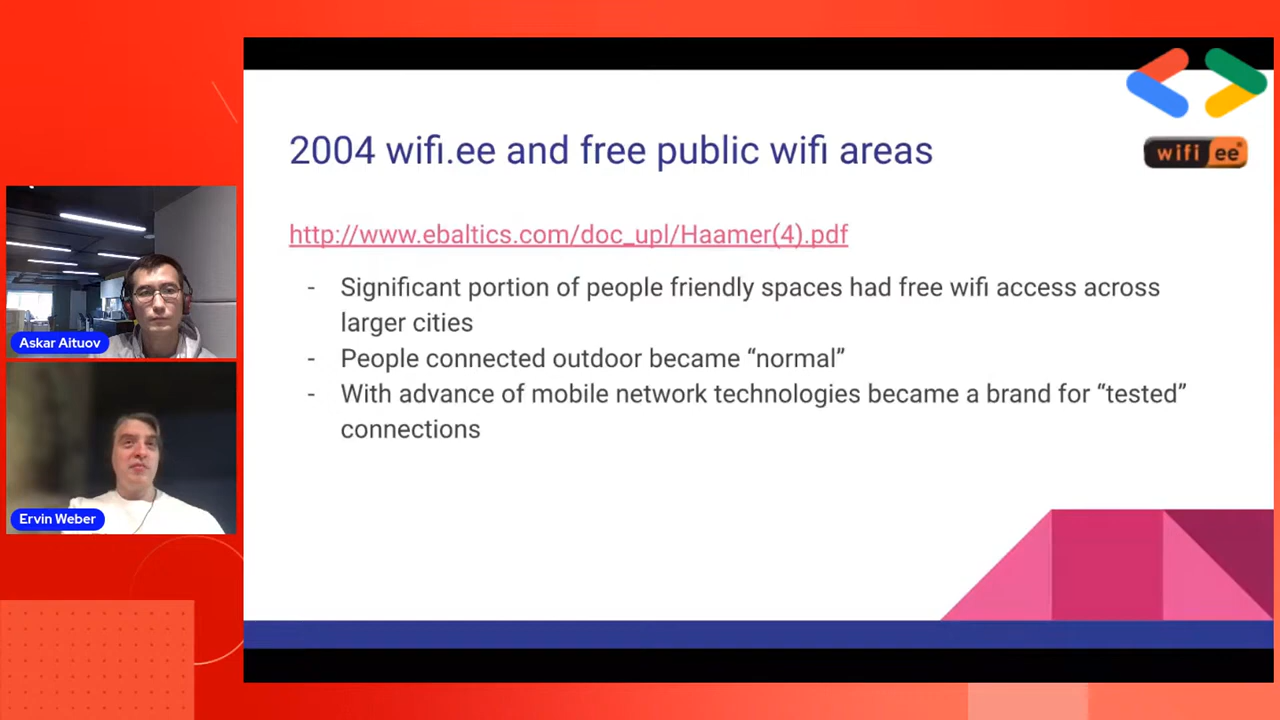 2004 wifi.ee and free public wifi areas
wifi ee
http://www.ebaltics.com/doc_upl/Haamer(4).pdf
- Significant portion of people friendly spaces had free wifi access across
larger cities
- People connected outdoor became “normal”
- With advance of mobile network technologies became a brand for “tested”
connections
Askar Aituov
Ervin Weber